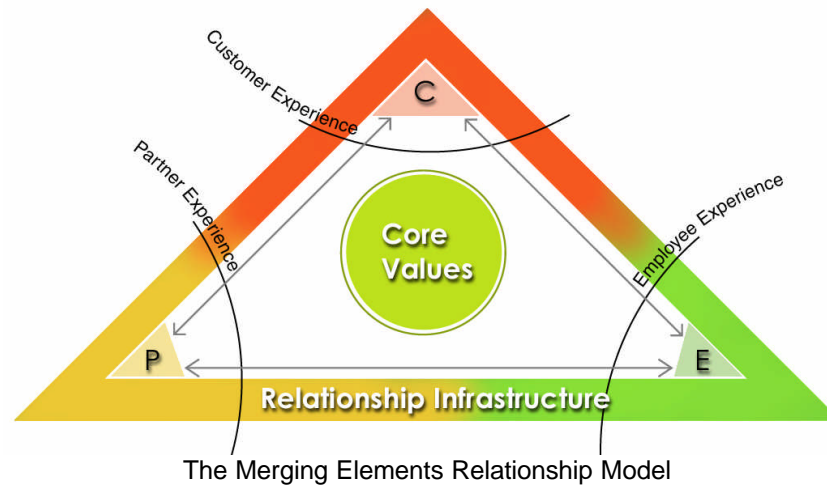 Customer Experience
C
Partner Experience
Employee Experience
Core
Values
P
E
Relationship Infrastructure
The Merging Elements Relationship Model